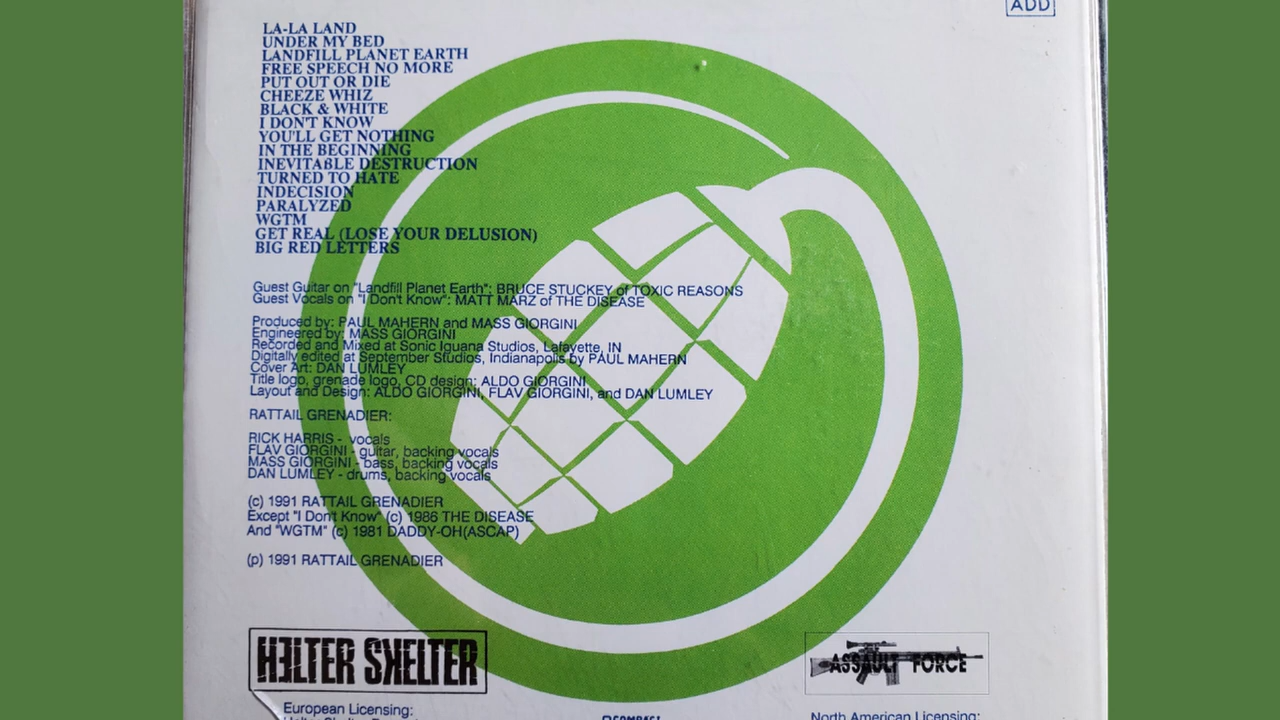 ADD
LA-LA LAND
UNDER MY BED
LANDFILL PLANET EARTH
FREE SPEECH NO MORE
PUT OUT OR DIE
CHEEZE WHIZ
BLACK & WHITE
I DON'T KNOW
YOU'LL GET NOTHING
IN THE BEGINNING
INEVITABLE DESTRUCTION
TURNED TO HATE
INDECISION
PARALYZED
WGTM
GET REAL (LOSE YOUR DELUSION)
BIG RED LETTERS
Guest Guitar on "Landfill Planet Earth": BRUCE STUCKEY of TOXIC REASONS
Guest Vocals on "I Don't Know": MATT MARZ of THE DISEASE
Produced by: PAUL MAHERN and MASS GIORGINI
Engineered by: MASS GIORGINI
Recorded and Mixed at Sonic Iguana Studios, Lafayette, IN
Digitally edited at September Studios, Indianapolis by PAUL MAHERN
Cover Art: DAN LUMLEY
Title logo, grenade logo, CD design: ALDO GIORGINI
Layout and Design: ALDO GIORGINI, FLAV GIORGINI, and DAN LUMLEY
RATTAIL GRENADIER:
RICK HARRIS - vocals
FLAV GIORGINI - guitar, backing vocals
MASS GIORGINI - bass, backing vocals
DAN LUMLEY - drums, backing vocals
(c) 1991 RATTAIL GRENADIER
Except "I Don't Know" (c) 1986 THE DISEASE
And "WGTM" (c) 1981 DADDY-OH(ASCAP)
(p) 1991 RATTAIL GRENADIER
HELTER SKELTER
ASSAULT FORCE
European Licensing:
COMPACT
North American Licensing: